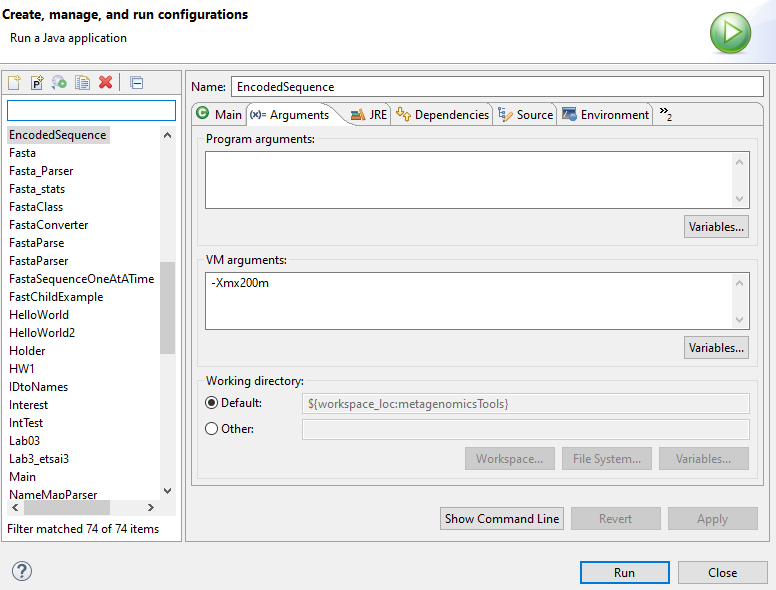 Create, manage, and run configurations
Run a Java application
P
Name: EncodedSequence
Main (x)= Arguments JRE Dependencies Source Environment »2
EncodedSequence
Fasta
Fasta_Parser
Fasta_stats
FastaClass
FastaConverter
FastaParse
FastaParser
FastaSequenceOneAtATime
FastChildExample
HelloWorld
HelloWorld2
Holder
HW1
IDtoNames
Interest
IntTest
Lab03
Lab3_etsai3
Main
NameMapParser
Filter matched 74 of 74 items
Program arguments:
Variables...
VM arguments:
-Xmx200m
Variables...
Working directory:
Default: ${workspace_loc:metagenomicsTools}
Other:
Workspace... File System... Variables...
Show Command Line Revert Apply
? Run Close